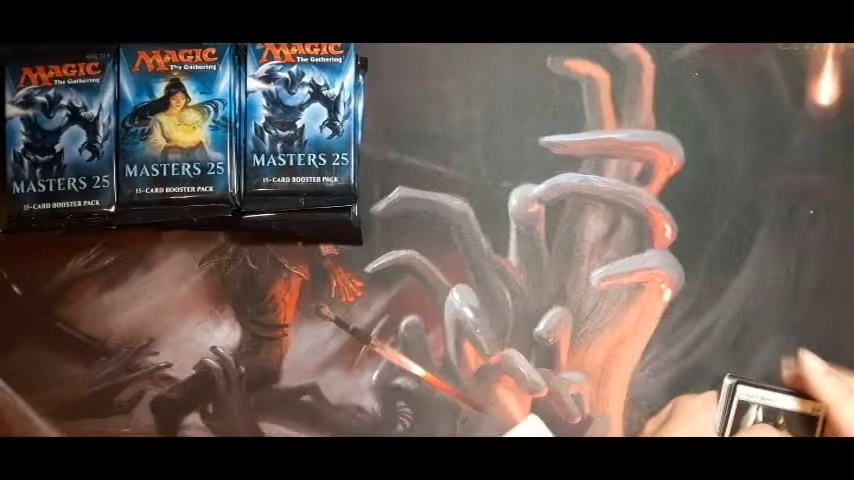 MAGIC
The Gathering
MASTERS 25
15-CARD BOOSTER PACK
MAGIC
The Gathering
MASTERS 25
15-CARD BOOSTER PACK
MAGIC
The Gathering
MASTERS 25
15-CARD BOOSTER PACK